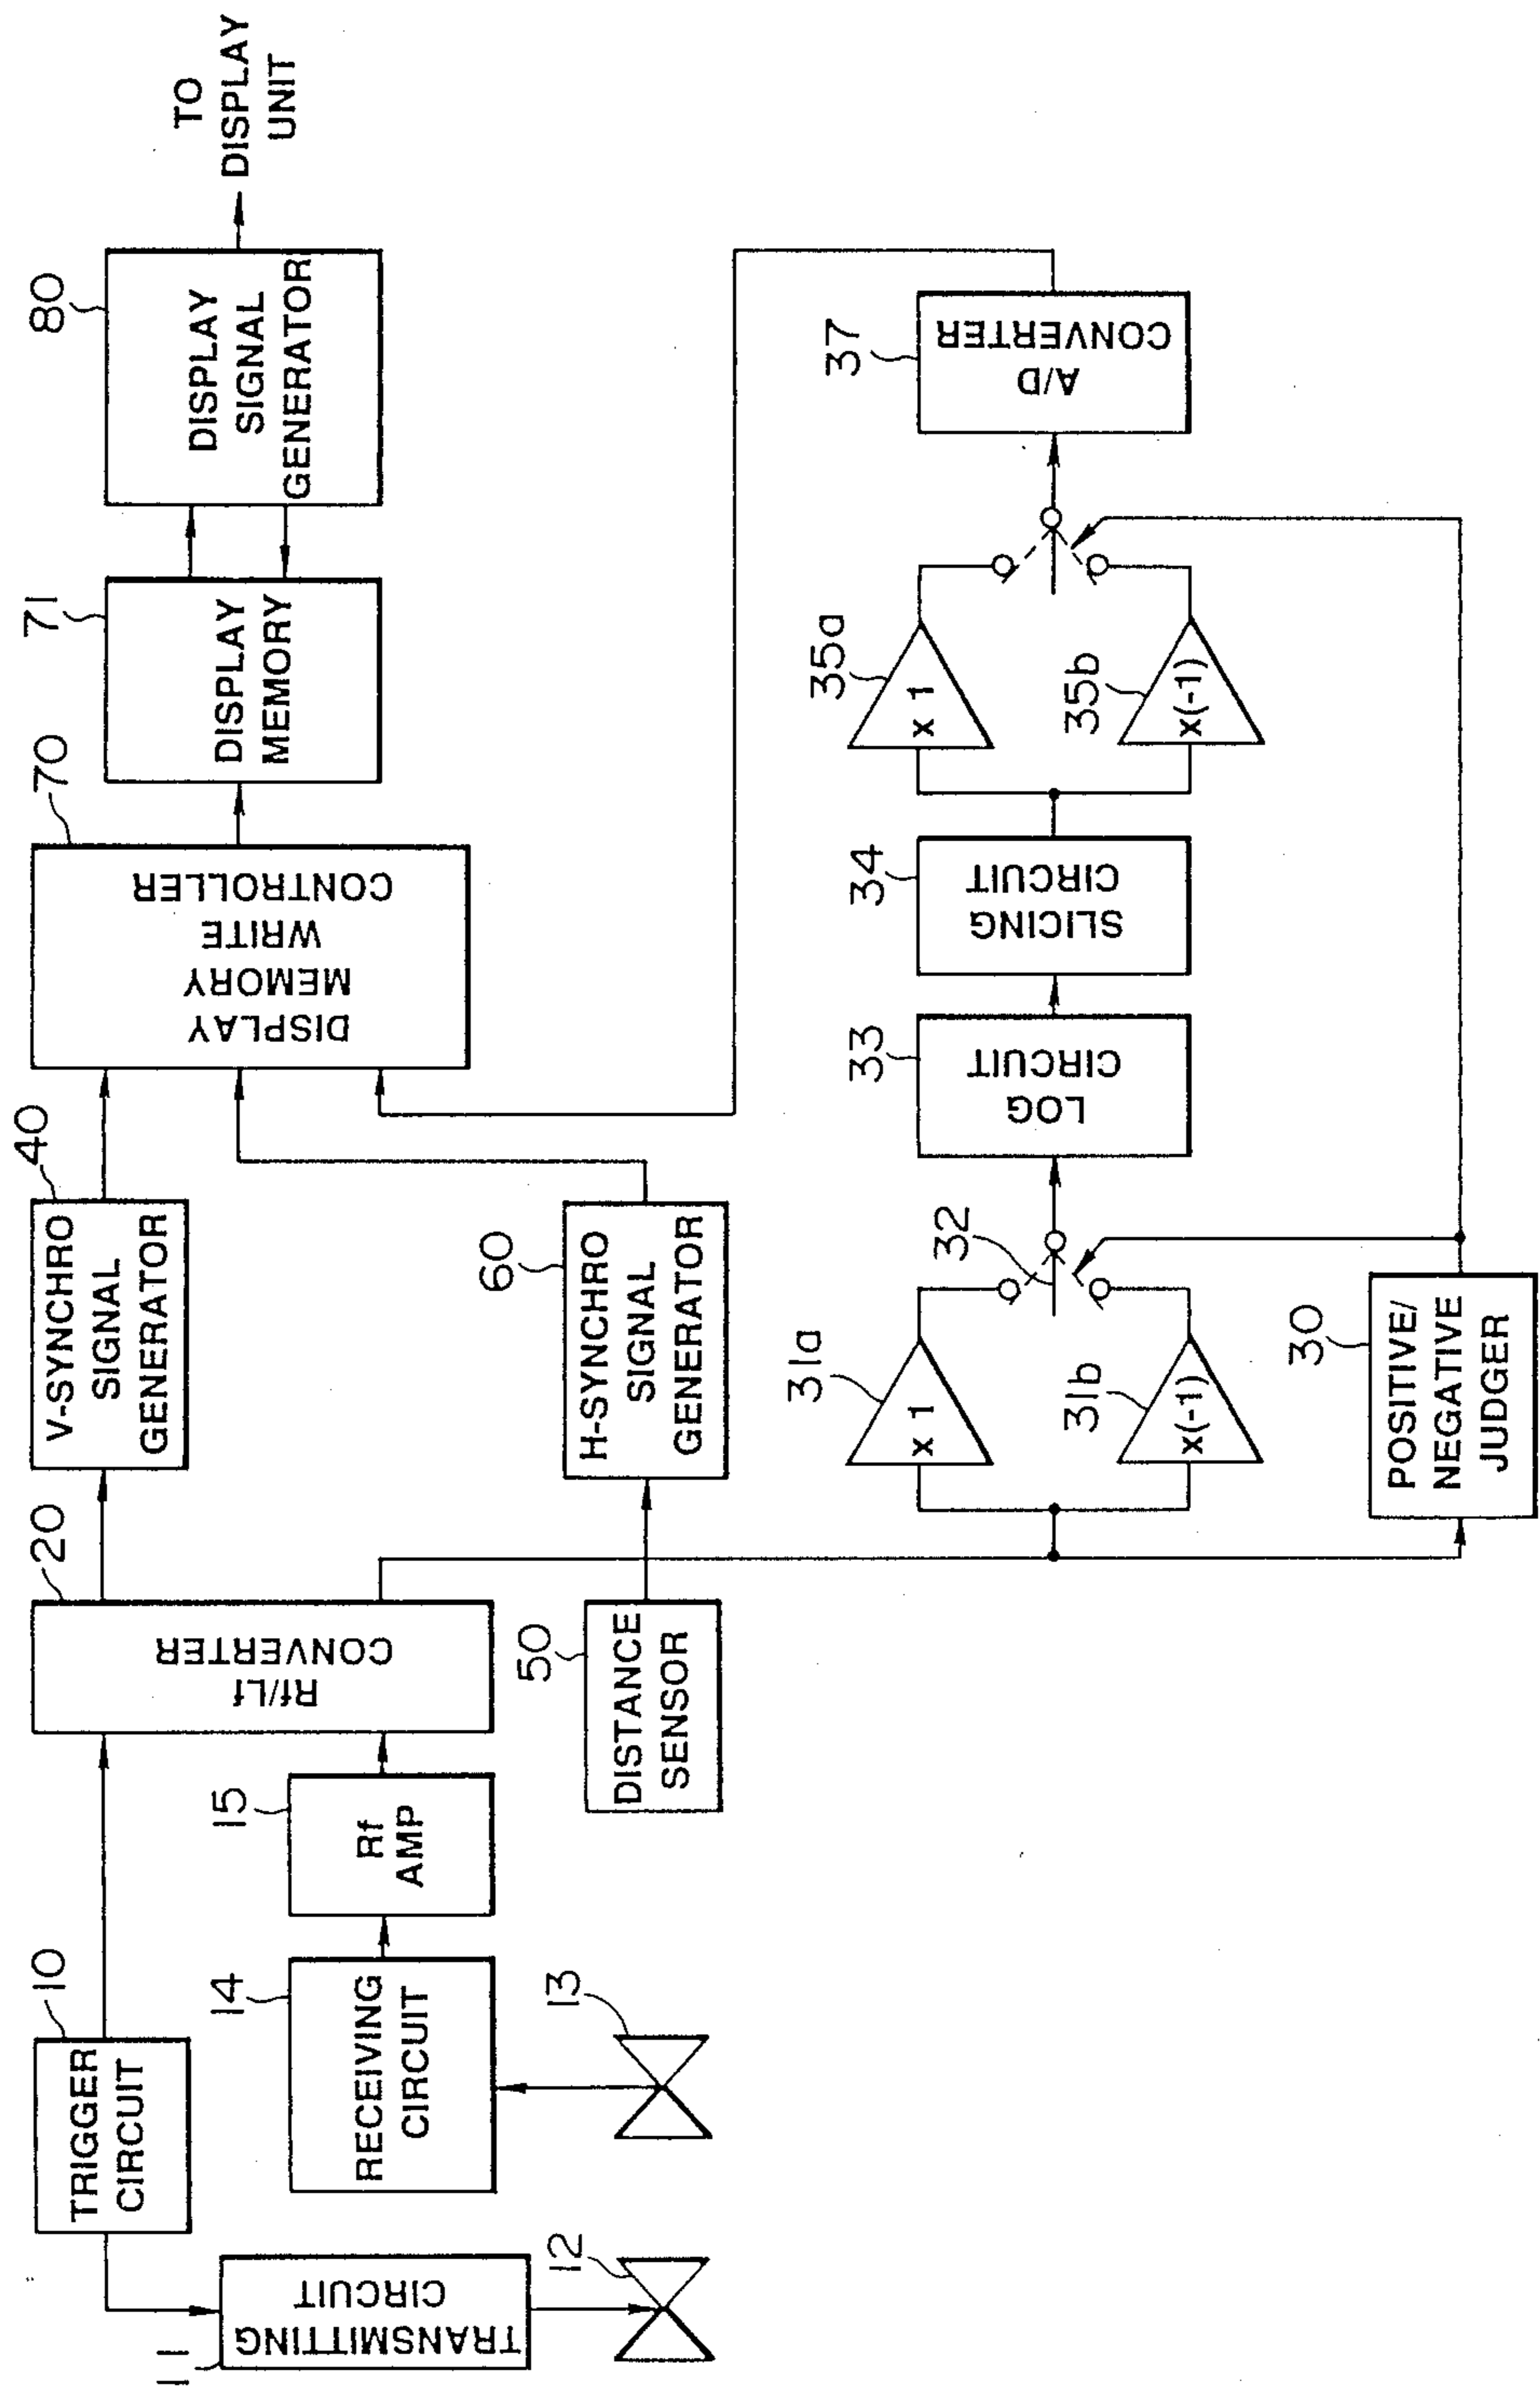 10
TRIGGER
CIRCUIT
11
TRANSMITTING
CIRCUIT
12
13
14
RECEIVING
CIRCUIT
15
Rf
AMP
20
Rf/Lf
CONVERTER
40
V-SYNCHRO
SIGNAL
GENERATOR
50
DISTANCE
SENSOR
60
H-SYNCHRO
SIGNAL
GENERATOR
70
DISPLAY
MEMORY
WRITE
CONTROLLER
71
DISPLAY
MEMORY
80
DISPLAY
SIGNAL
GENERATOR
TO
DISPLAY
UNIT
31a
x 1
31b
x(-1)
32
33
LOG
CIRCUIT
34
SLICING
CIRCUIT
35a
x 1
35b
x(-1)
37
A/D
CONVERTER
30
POSITIVE/
NEGATIVE
JUDGER